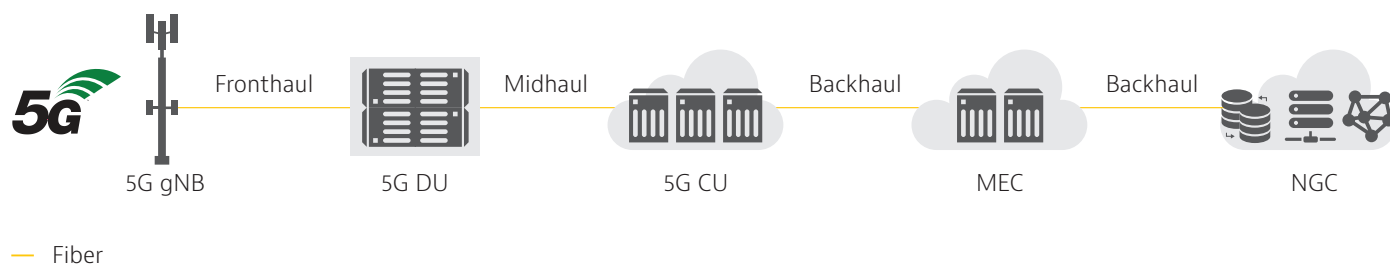 5G
Fronthaul
Midhaul
Backhaul
Backhaul
5G gNB
5G DU
5G CU
MEC
NGC
Fiber